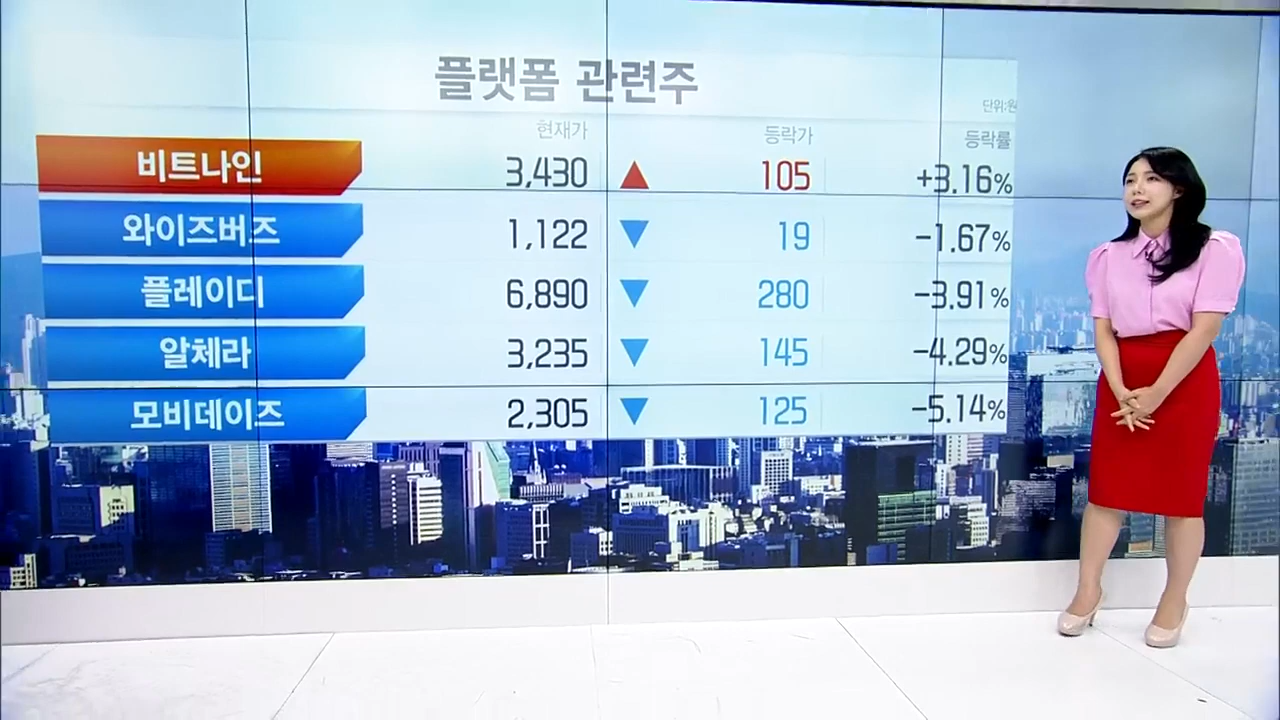 플랫폼 관련주
단위:원
현재가 등락가 등락률
비트나인 3,430 ▲ 105 +3.16%
와이즈버즈 1,122 ▼ 19 -1.67%
플레이디 6,890 ▼ 280 -3.91%
알체라 3,235 ▼ 145 -4.29%
모비데이즈 2,305 ▼ 125 -5.14%